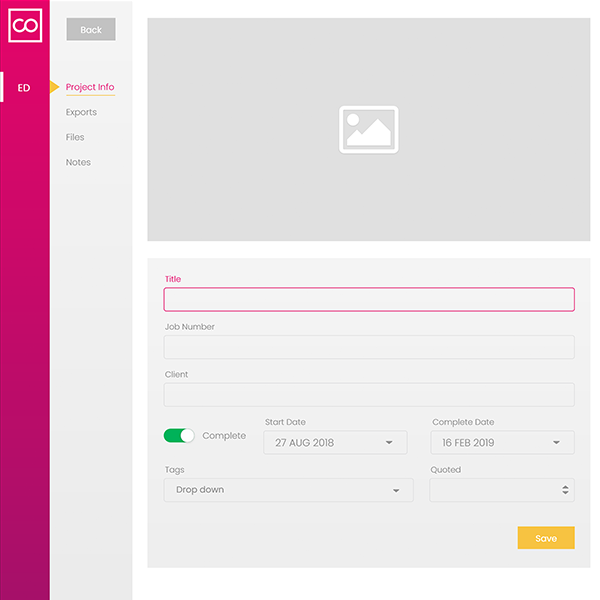 CO
Back
ED
Project Info
Exports
Files
Notes
Title
Job Number
Client
Complete
Start Date
27 AUG 2018
Complete Date
16 FEB 2019
Tags
Drop down
Quoted
Save